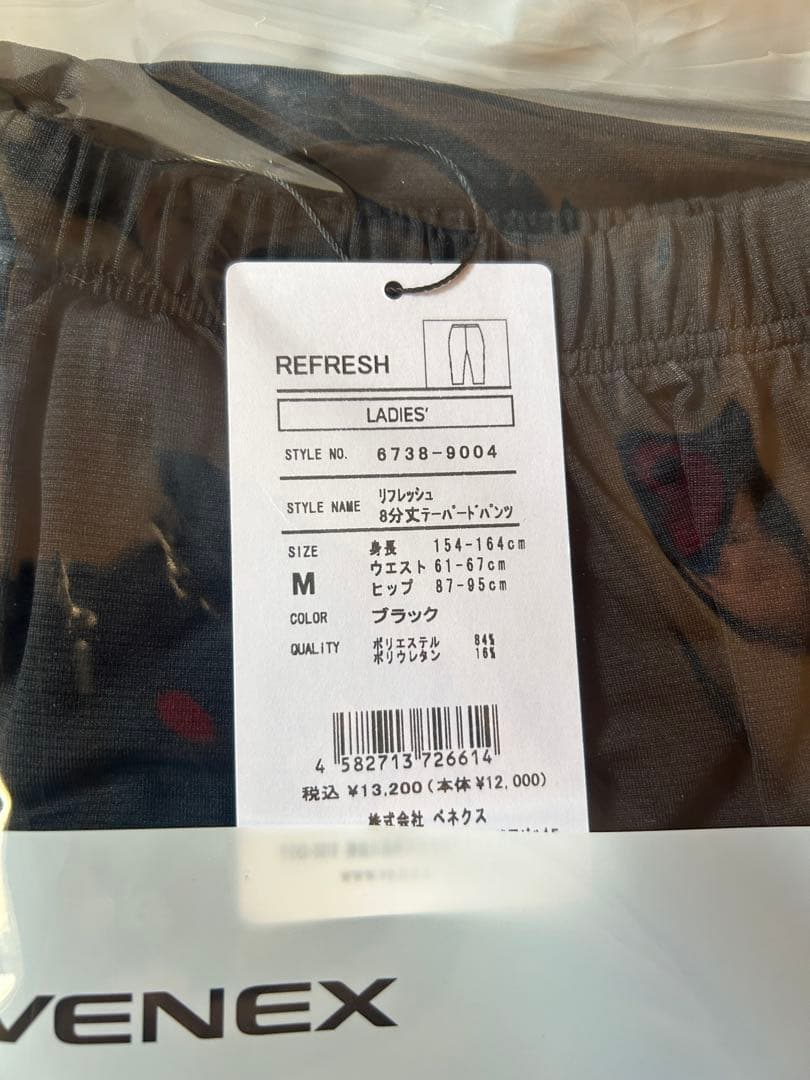 REFRESH
LADIES'
STYLE NO. 6738-9004
STYLE NAME リフレッシュ
8分丈テーパードパンツ
SIZE 身長 154-164cm
M ウエスト 61-67cm
ヒップ 87-95cm
COLOR ブラック
QUALITY ポリエステル 84%
ポリウレタン 16%
4 582713 726614
税込 ¥13,200(本体¥12,000)
株式会社 ベネクス
VENEX